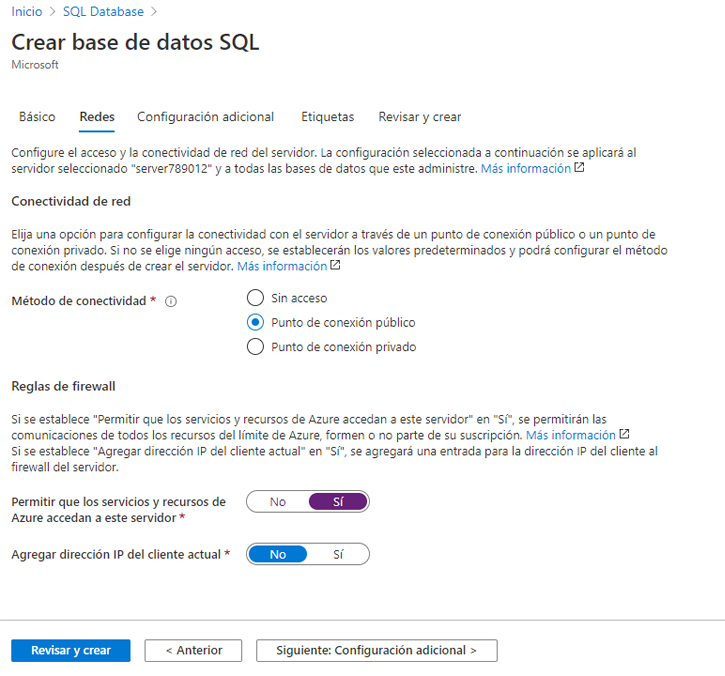 Inicio > SQL Database >
Crear base de datos SQL
Microsoft
Básico Redes Configuración adicional Etiquetas Revisar y crear
Configure el acceso y la conectividad de red del servidor. La configuración seleccionada a continuación se aplicará al
servidor seleccionado "server789012" y a todas las bases de datos que este administre. Más información
Conectividad de red
Elija una opción para configurar la conectividad con el servidor a través de un punto de conexión público o un punto de
conexión privado. Si no se elige ningún acceso, se establecerán los valores predeterminados y podrá configurar el método
de conexión después de crear el servidor. Más información
Método de conectividad *
Sin acceso
Punto de conexión público
Punto de conexión privado
Reglas de firewall
Si se establece "Permitir que los servicios y recursos de Azure accedan a este servidor" en "Sí", se permitirán las
comunicaciones de todos los recursos del límite de Azure, formen o no parte de su suscripción. Más información
Si se establece "Agregar dirección IP del cliente actual" en "Sí", se agregará una entrada para la dirección IP del cliente al
firewall del servidor.
Permitir que los servicios y recursos de
Azure accedan a este servidor *
No Sí
Agregar dirección IP del cliente actual *
No Sí
Revisar y crear
< Anterior
Siguiente: Configuración adicional >